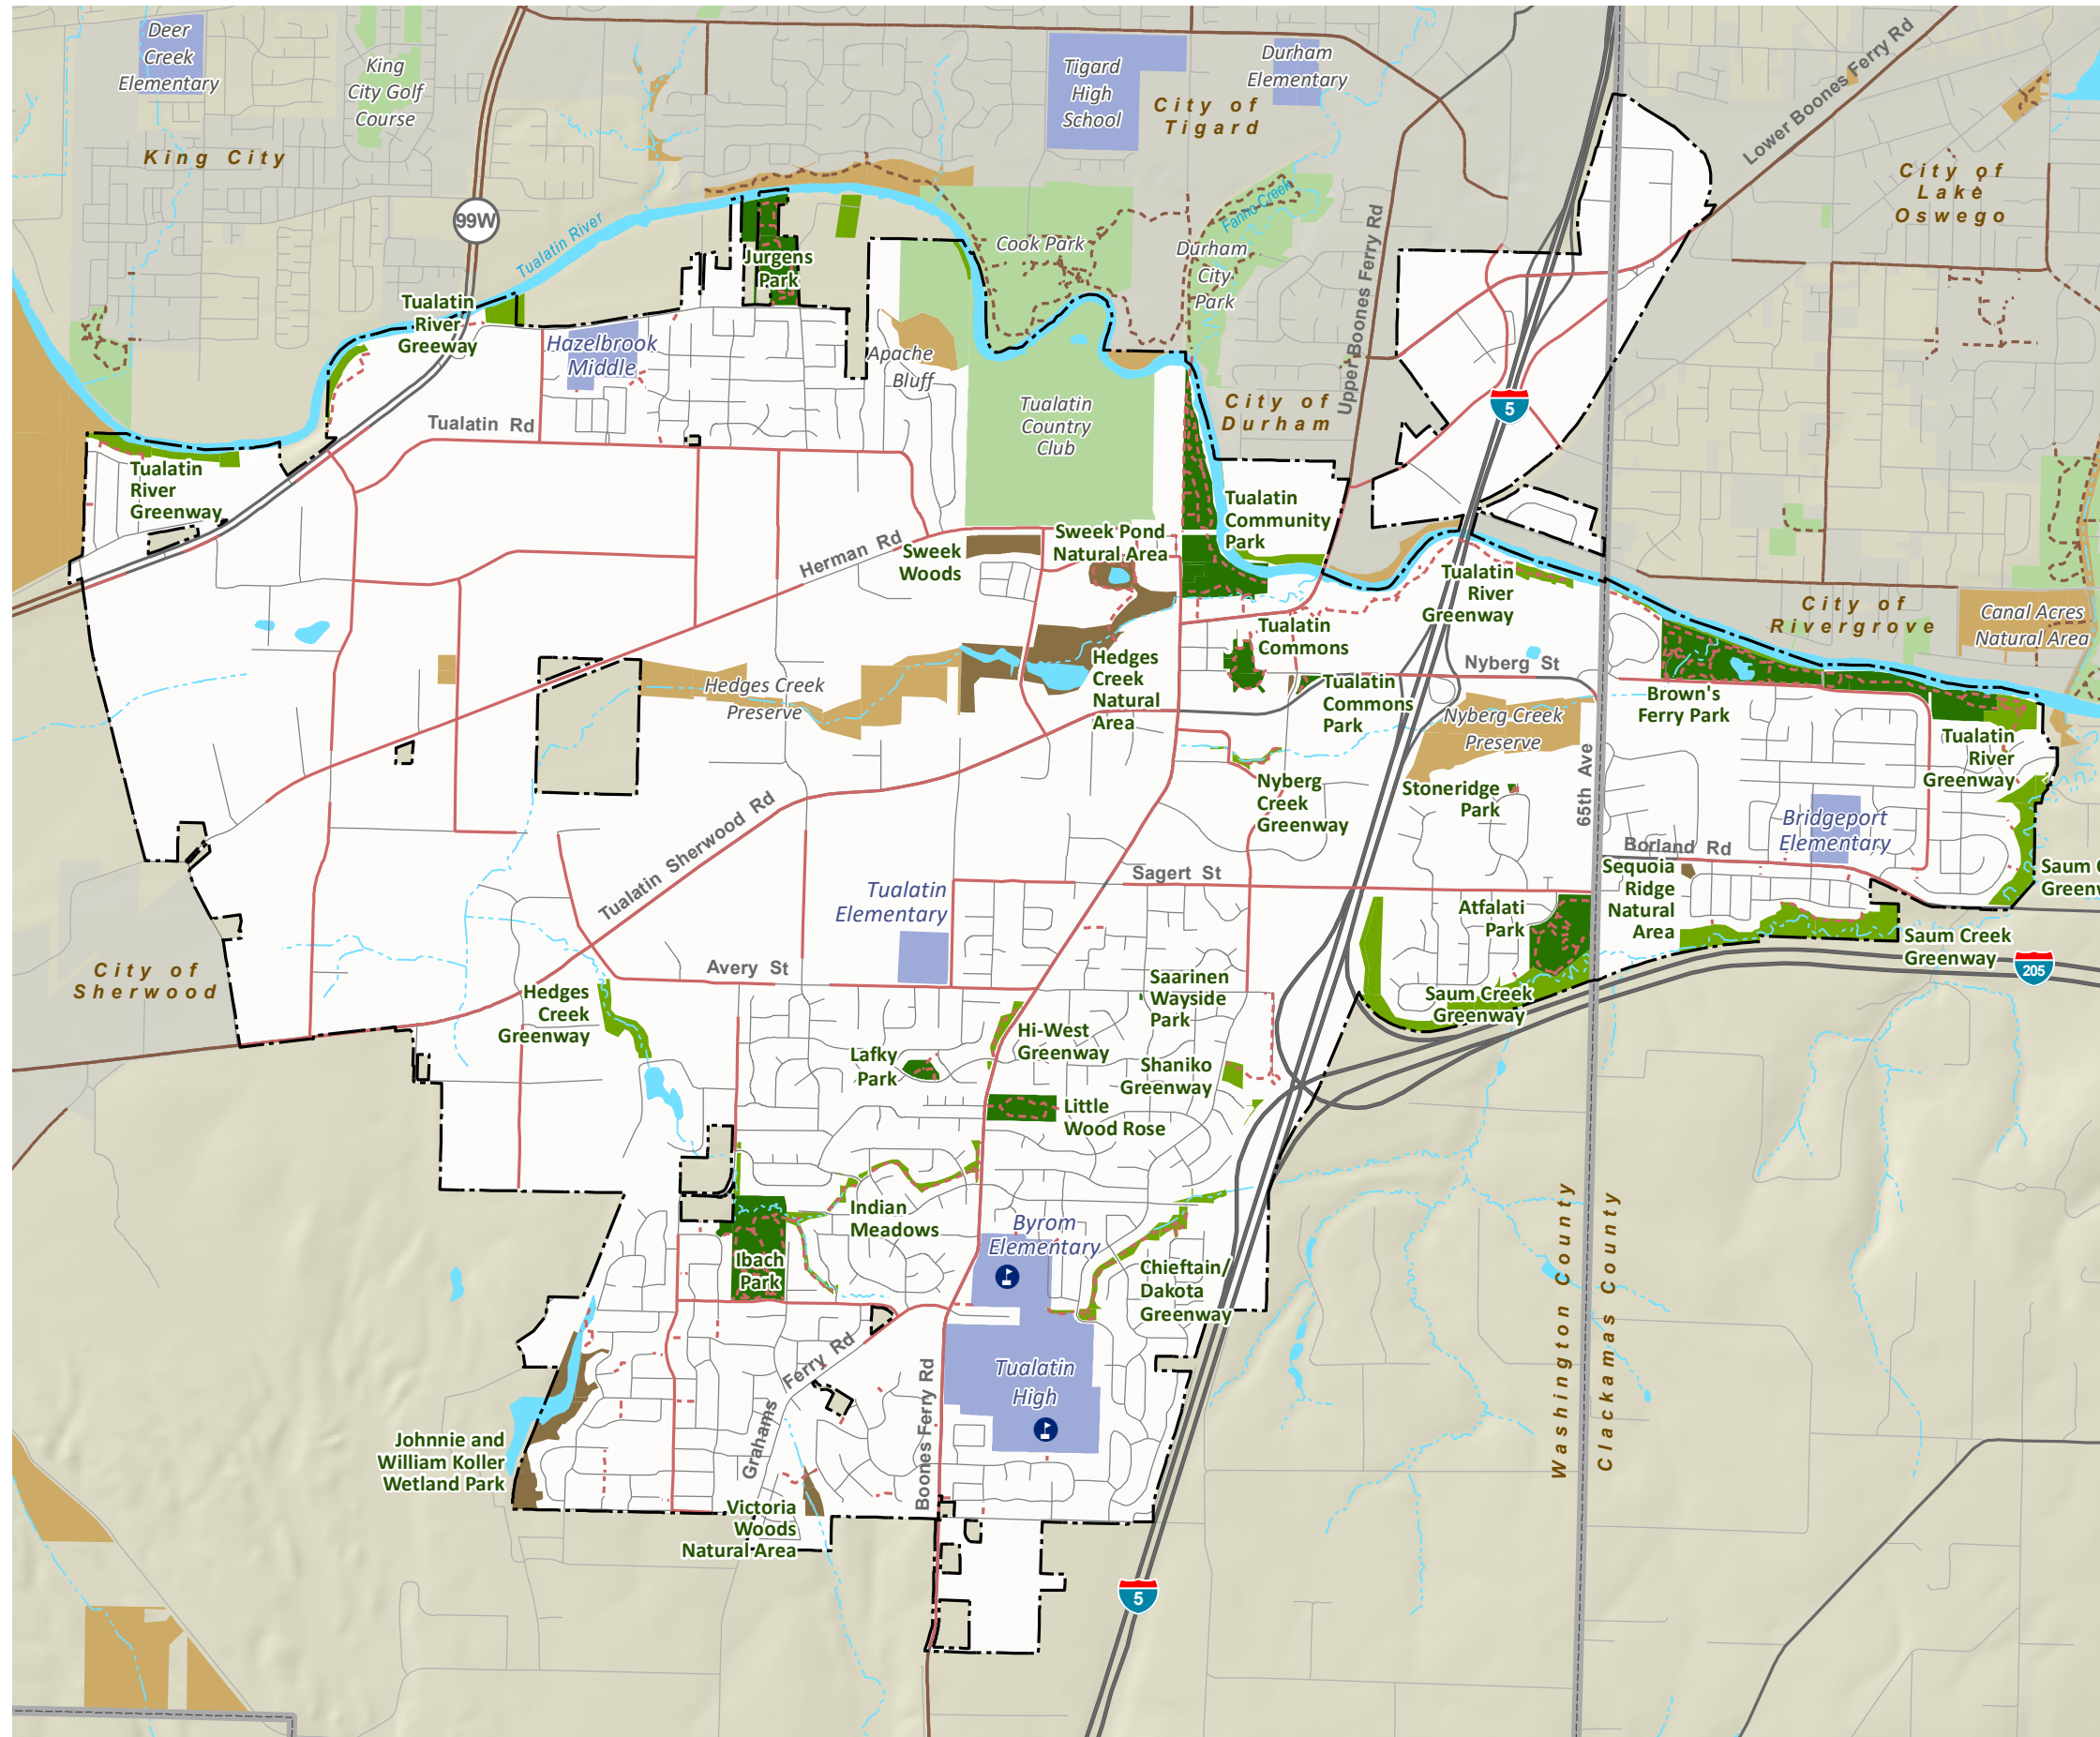 Deer
Creek
Elementary
King
City Golf
Course
King City
99W
Tualatin River
Tigard
High
School
City of
Tigard
Durham
Elementary
Lower Boones Ferry Rd
City of
Lake
Oswego
Fanno Creek
Cook Park
Durham
City
Park
Upper Boones Ferry Rd
Jurgens
Park
Tualatin
River
Greeway
Hazelbrook
Middle
Apache
Bluff
Tualatin
Country
Club
City of
Durham
5
Tualatin Rd
Tualatin
River
Greenway
Herman Rd
Sweek
Woods
Sweek Pond
Natural Area
Tualatin
Community
Park
Tualatin
River
Greenway
City of
Rivergrove
Canal Acres
Natural Area
Tualatin
Commons
Nyberg St
Hedges
Creek
Natural
Area
Hedges Creek
Preserve
Tualatin
Commons
Park
Nyberg Creek
Preserve
Brown's
Ferry Park
Tualatin
River
Greenway
65th Ave
Nyberg
Creek
Greenway
Stoneridge
Park
Bridgeport
Elementary
Borland Rd
Tualatin Sherwood Rd
Sagert St
Tualatin
Elementary
Sequoia
Ridge
Natural
Area
Saum C
Greenw
Atfalati
Park
Saum Creek
Greenway
205
City of
Sherwood
Avery St
Hedges
Creek
Greenway
Saarinen
Wayside
Park
Saum Creek
Greenway
Hi-West
Greenway
Lafky
Park
Shaniko
Greenway
Little
Wood Rose
Indian
Meadows
Ibach
Park
Byrom
Elementary
Chieftain/
Dakota
Greenway
Washington County
Clackamas County
Grahams Ferry Rd
Boones Ferry Rd
Tualatin
High
Johnnie and
William Koller
Wetland Park
Victoria
Woods
Natural Area
5